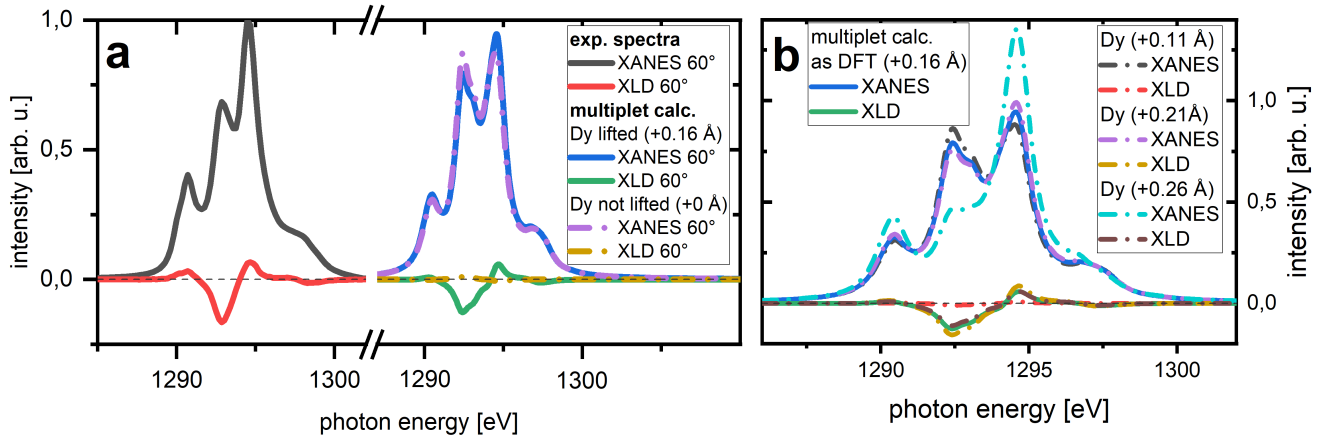 a
1,0
0,5
0,0
intensity [arb. u.]
1290
1300
1290
1300
photon energy [eV]
exp. spectra
XANES 60°
XLD 60°
multiplet calc.
Dy lifted (+0.16 Å)
XANES 60°
XLD 60°
Dy not lifted (+0 Å)
XANES 60°
XLD 60°
b
multiplet calc.
as DFT (+0.16 Å)
XANES
XLD
Dy (+0.11 Å)
XANES
XLD
Dy (+0.21Å)
XANES
XLD
Dy (+0.26 Å)
XANES
XLD
1,0
0,5
0,0
intensity [arb. u.]
1290
1295
1300
photon energy [eV]